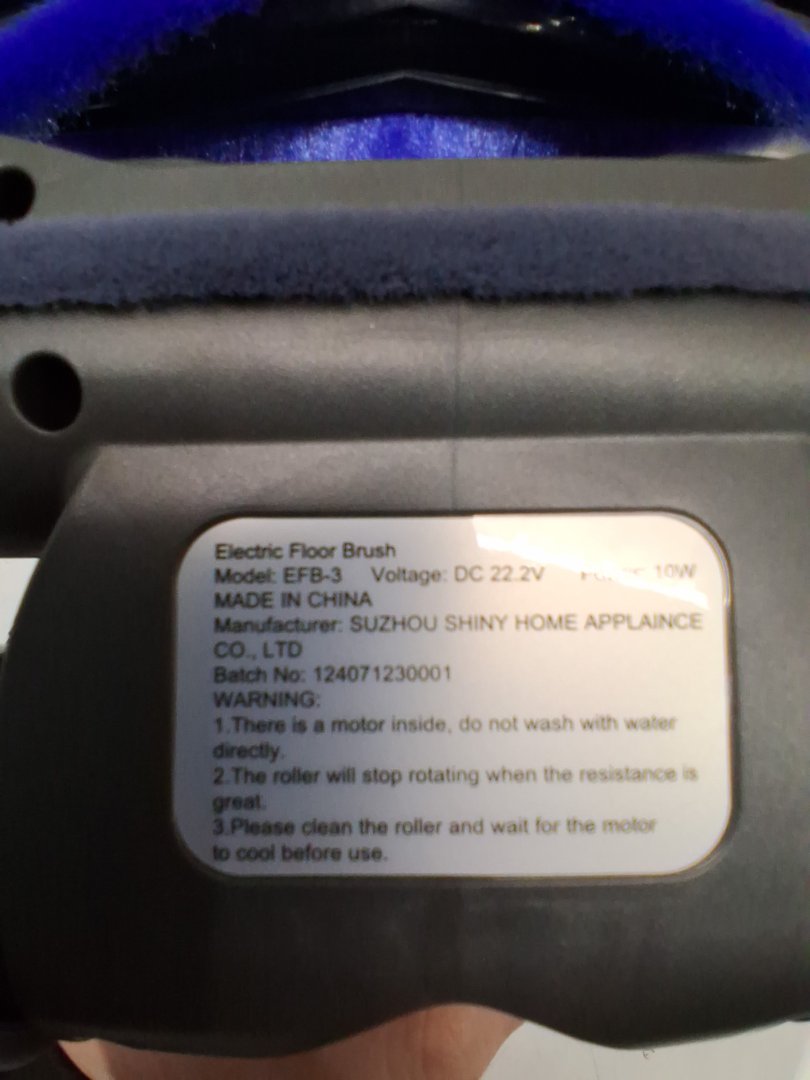 Electric Floor Brush
Model: EFB-3 Voltage: DC 22.2V 10W
MADE IN CHINA
Manufacturer: SUZHOU SHINY HOME APPLAINCE
CO., LTD
Batch No: 124071230001
WARNING:
1.There is a motor inside, do not wash with water
directly.
2.The roller will stop rotating when the resistance is
great.
3.Please clean the roller and wait for the motor
to cool before use.